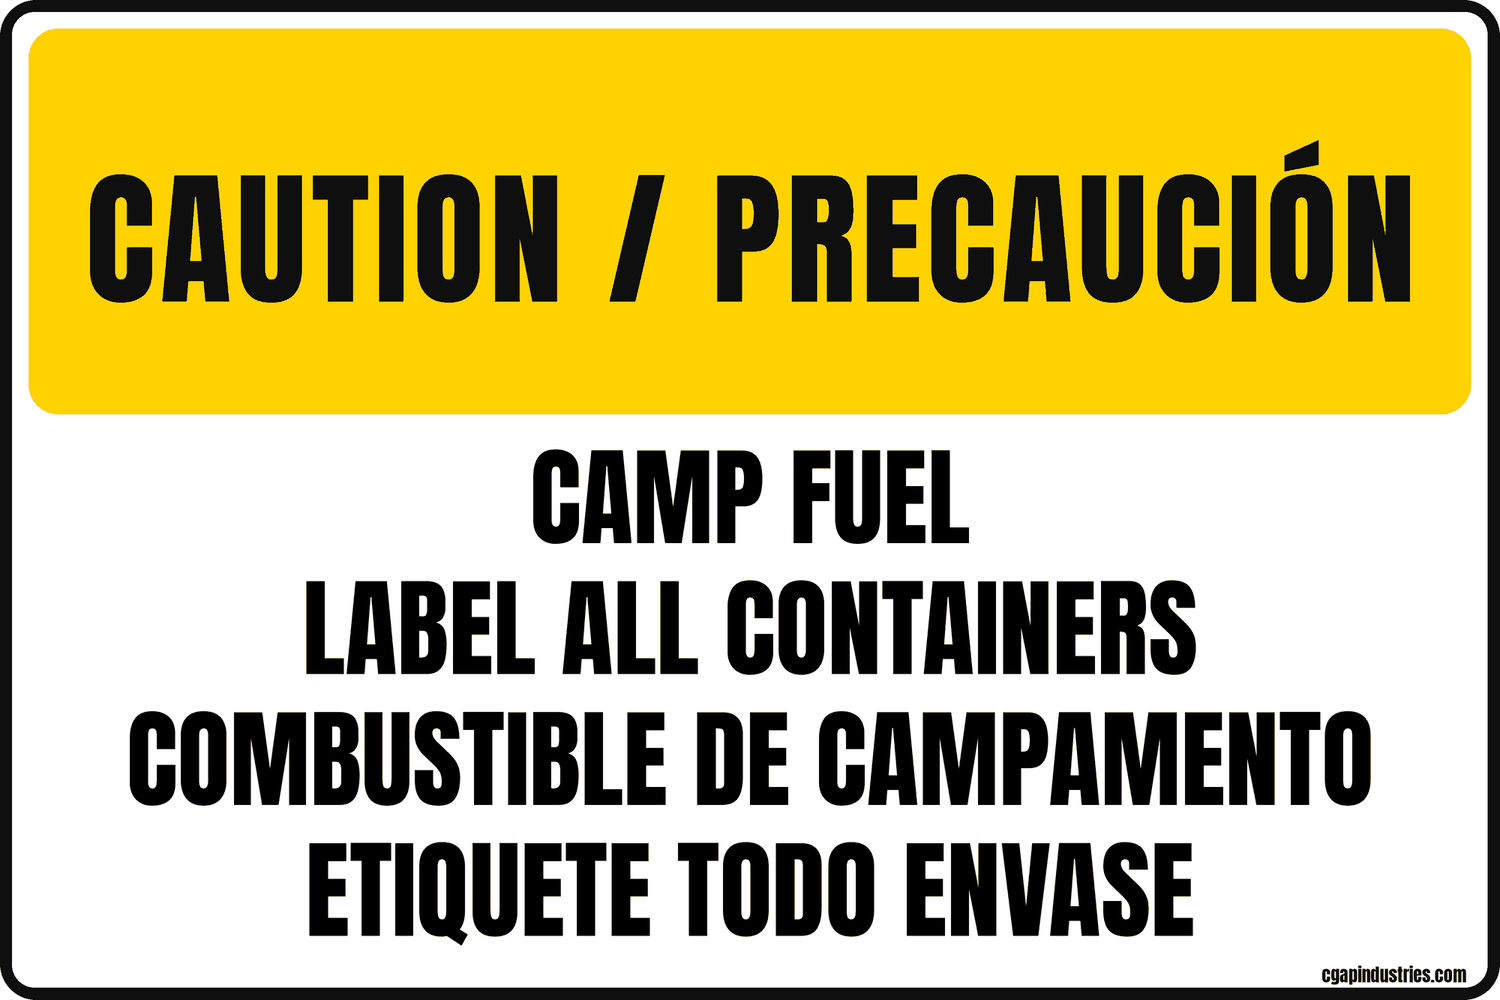 CAUTION / PRECAUCIÓN
CAMP FUEL
LABEL ALL CONTAINERS
COMBUSTIBLE DE CAMPAMENTO
ETIQUETE TODO ENVASE
cgapindustries.com